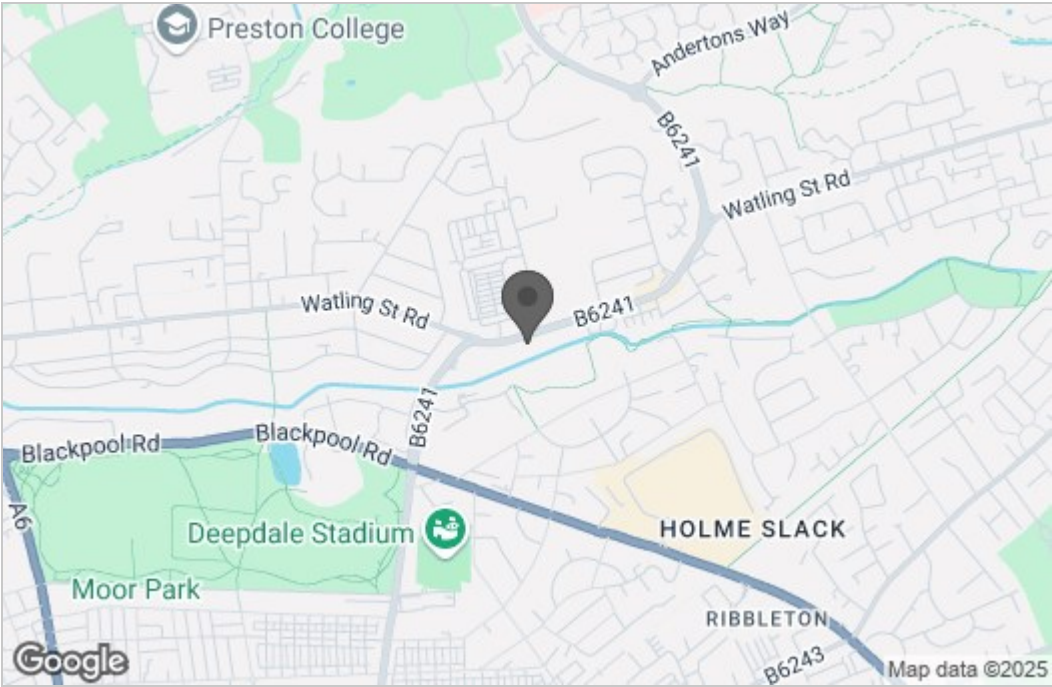 Preston College
Andertons Way
B6241
Watling St Rd
Watling St Rd
B6241
B6241
Blackpool Rd
Blackpool Rd
A6
Deepdale Stadium
HOLME SLACK
Moor Park
RIBBLETON
B6243
Google
Map data ©2025